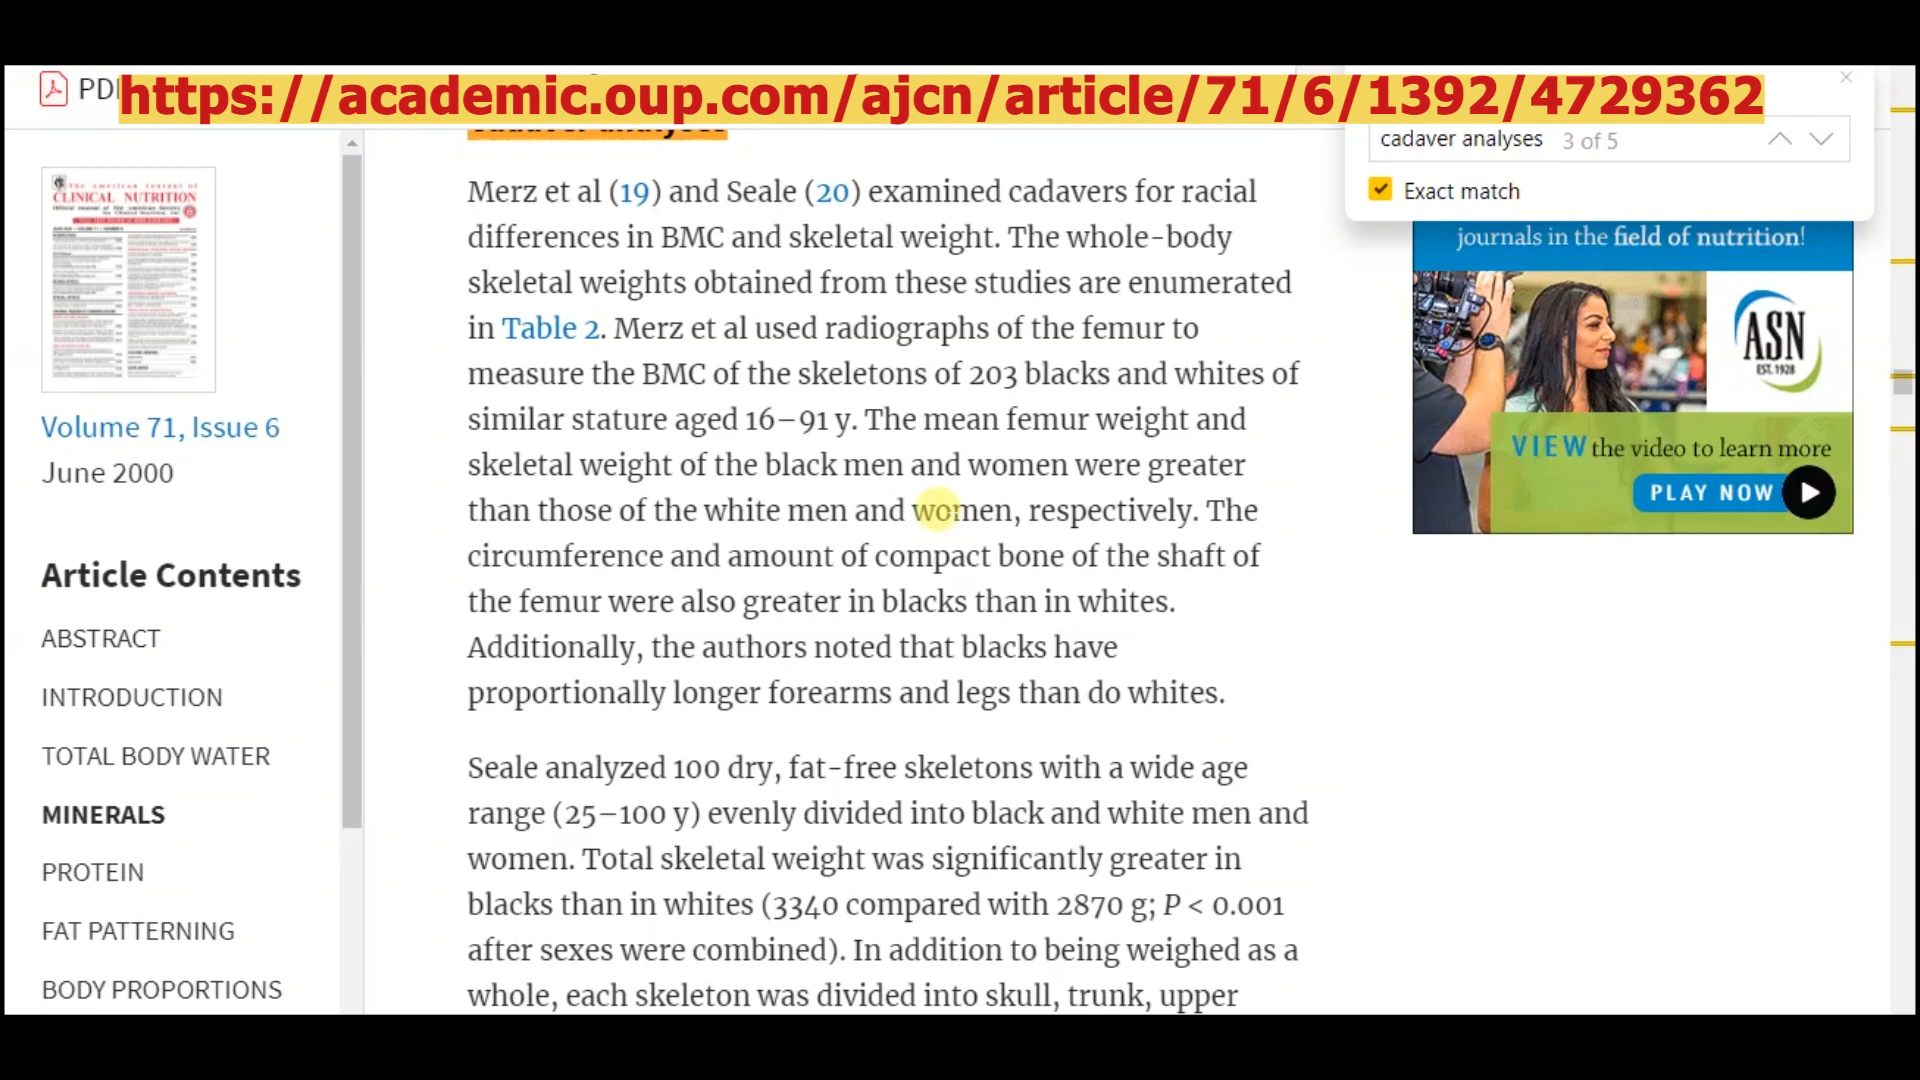 PDF
https://academic.oup.com/ajcn/article/71/6/1392/4729362
cadaver analyses 3 of 5
Exact match
The American Journal of
CLINICAL NUTRITION
Volume 71, Issue 6
June 2000
Article Contents
ABSTRACT
INTRODUCTION
TOTAL BODY WATER
MINERALS
PROTEIN
FAT PATTERNING
BODY PROPORTIONS
Cadaver analyses
Merz et al (19) and Seale (20) examined cadavers for racial
differences in BMC and skeletal weight. The whole-body
skeletal weights obtained from these studies are enumerated
in Table 2. Merz et al used radiographs of the femur to
measure the BMC of the skeletons of 203 blacks and whites of
similar stature aged 16–91 y. The mean femur weight and
skeletal weight of the black men and women were greater
than those of the white men and women, respectively. The
circumference and amount of compact bone of the shaft of
the femur were also greater in blacks than in whites.
Additionally, the authors noted that blacks have
proportionally longer forearms and legs than do whites.
Seale analyzed 100 dry, fat-free skeletons with a wide age
range (25–100 y) evenly divided into black and white men and
women. Total skeletal weight was significantly greater in
blacks than in whites (3340 compared with 2870 g; P < 0.001
after sexes were combined). In addition to being weighed as a
whole, each skeleton was divided into skull, trunk, upper
journals in the field of nutrition!
ASN
EST. 1928
VIEW the video to learn more
PLAY NOW